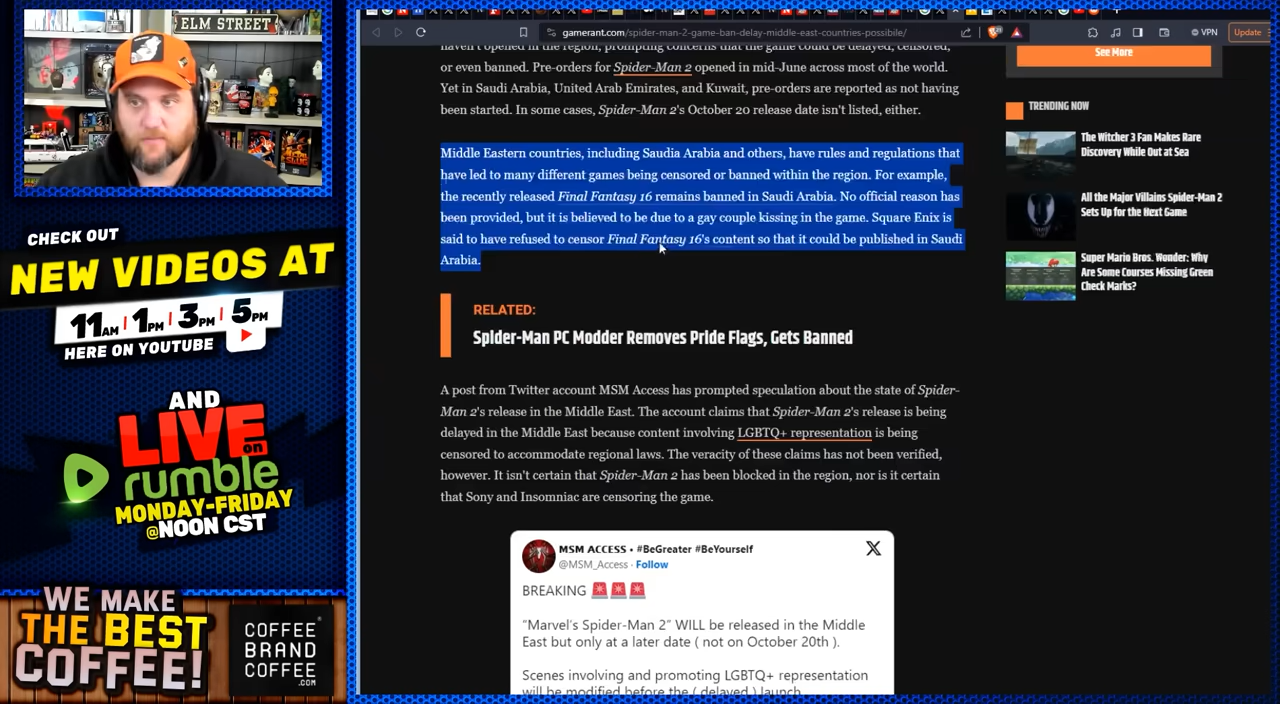 ELM STREET
CHECK OUT
NEW VIDEOS AT
11AM | 1PM | 3PM | 5PM
HERE ON YOUTUBE
AND
LIVE on
rumble
MONDAY-FRIDAY
@NOON CST
WE MAKE
THE BEST
COFFEE!
COFFEE
BRAND
COFFEE
.COM
gamerant.com/spider-man-2-game-ban-delay-middle-east-countries-possibile/
VPN
Update
haven't opened in the region, prompting concerns that the game could be delayed, censored,
or even banned. Pre-orders for Spider-Man 2 opened in mid-June across most of the world.
Yet in Saudi Arabia, United Arab Emirates, and Kuwait, pre-orders are reported as not having
been started. In some cases, Spider-Man 2's October 20 release date isn't listed, either.
Middle Eastern countries, including Saudia Arabia and others, have rules and regulations that
have led to many different games being censored or banned within the region. For example,
the recently released Final Fantasy 16 remains banned in Saudi Arabia. No official reason has
been provided, but it is believed to be due to a gay couple kissing in the game. Square Enix is
said to have refused to censor Final Fantasy 16's content so that it could be published in Saudi
Arabia.
RELATED:
Spider-Man PC Modder Removes Pride Flags, Gets Banned
A post from Twitter account MSM Access has prompted speculation about the state of Spider-
Man 2's release in the Middle East. The account claims that Spider-Man 2's release is being
delayed in the Middle East because content involving LGBTQ+ representation is being
censored to accommodate regional laws. The veracity of these claims has not been verified,
however. It isn't certain that Spider-Man 2 has been blocked in the region, nor is it certain
that Sony and Insomniac are censoring the game.
MSM ACCESS • #BeGreater #BeYourself
@MSM_Access · Follow
BREAKING 🚨🚨🚨
"Marvel's Spider-Man 2" WILL be released in the Middle
East but only at a later date ( not on October 20th ).
Scenes involving and promoting LGBTQ+ representation
will be modified before the ( delayed ) launch
See More
TRENDING NOW
The Witcher 3 Fan Makes Rare
Discovery While Out at Sea
All the Major Villains Spider-Man 2
Sets Up for the Next Game
Super Mario Bros. Wonder: Why
Are Some Courses Missing Green
Check Marks?